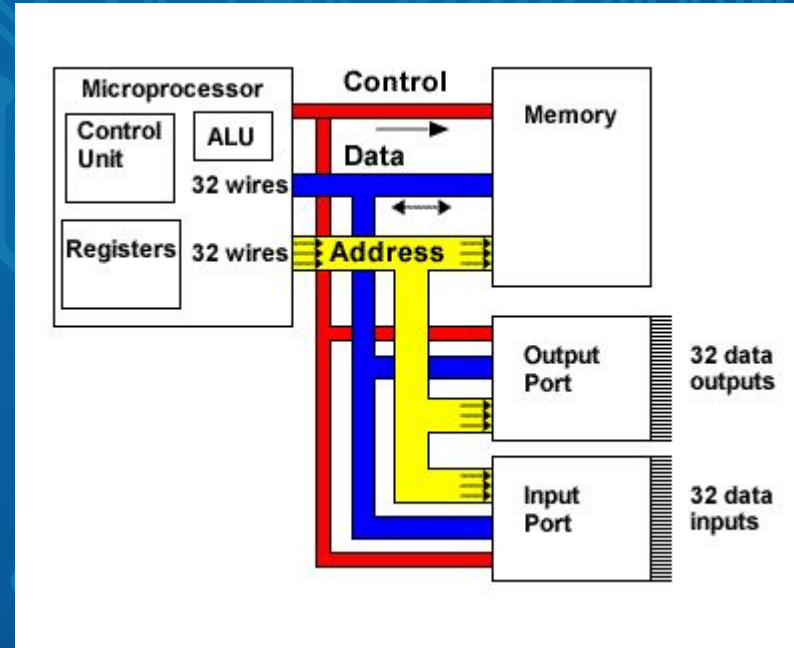 Microprocessor
Control
Unit
ALU
32 wires
Registers
32 wires
Control
Data
Address
Memory
Output
Port
32 data
outputs
Input
Port
32 data
inputs